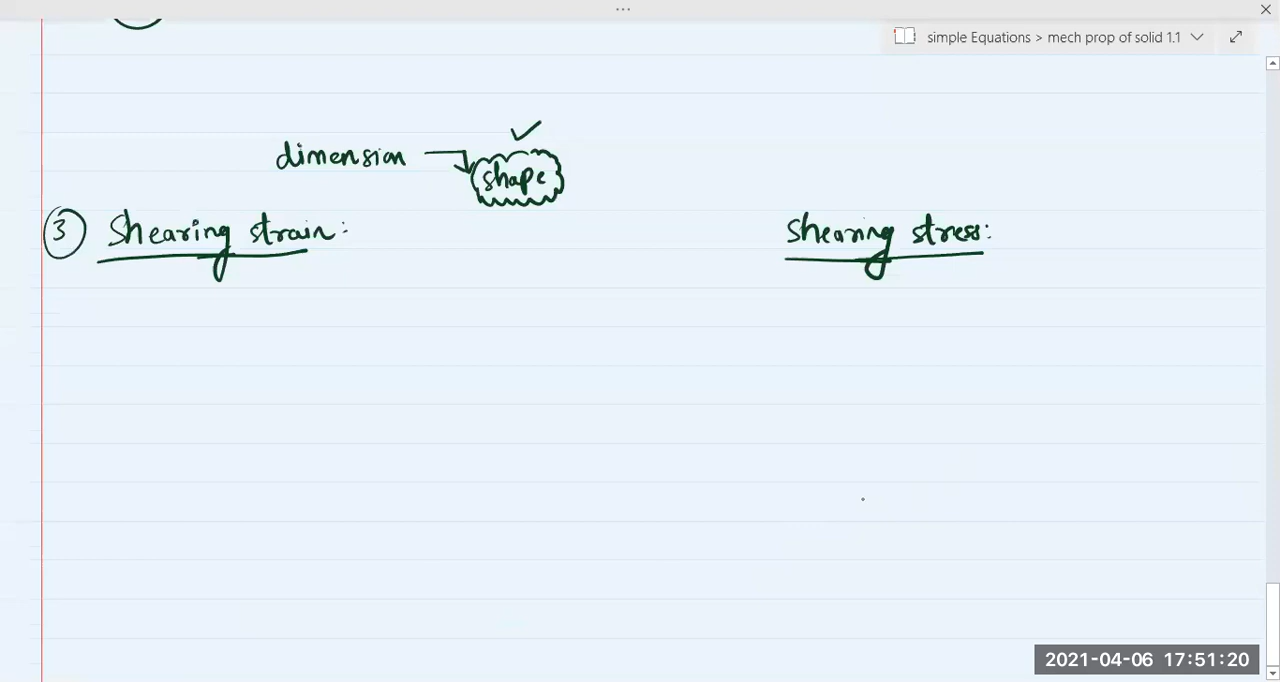 simple Equations > mech prop of solid 1.1
dimension → shape ✓
③ Shearing strain:
Shearing stress:
2021-04-06 17:51:20